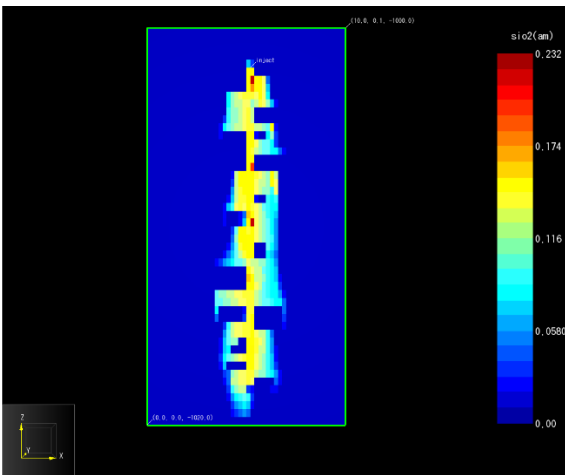 (10.0, 0.1, -1000.0)
sio2(am)
0.232
inject
0.174
0.116
0.0580
0.00
(0.0, 0.0, -1020.0)
Z
Y
X